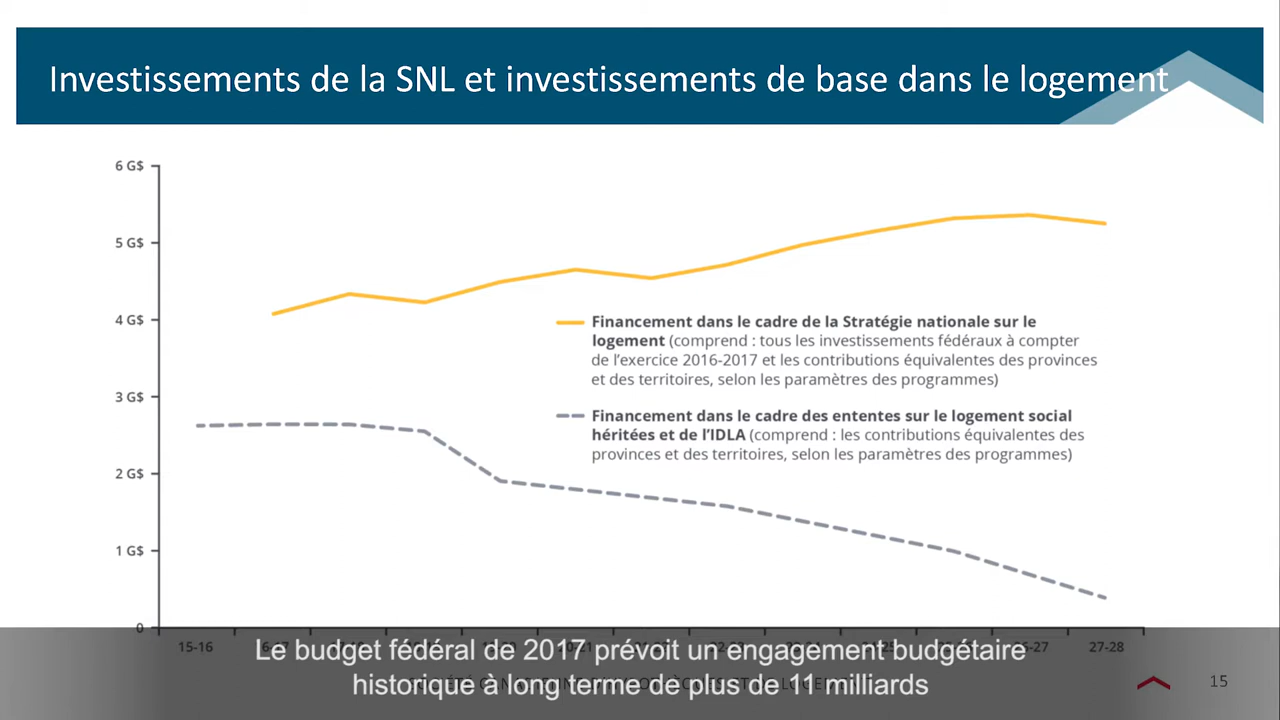 Investissements de la SNL et investissements de base dans le logement
6 G$
5 G$
4 G$
3 G$
2 G$
1 G$
0
Financement dans le cadre de la Stratégie nationale sur le
logement (comprend : tous les investissements fédéraux à compter
de l'exercice 2016-2017 et les contributions équivalentes des provinces
et des territoires, selon les paramètres des programmes)
Financement dans le cadre des ententes sur le logement social
héritées et de l'IDLA (comprend : les contributions équivalentes des
provinces et des territoires, selon les paramètres des programmes)
15-16 27-28
Le budget fédéral de 2017 prévoit un engagement budgétaire
historique à long terme de plus de 11 milliards
15